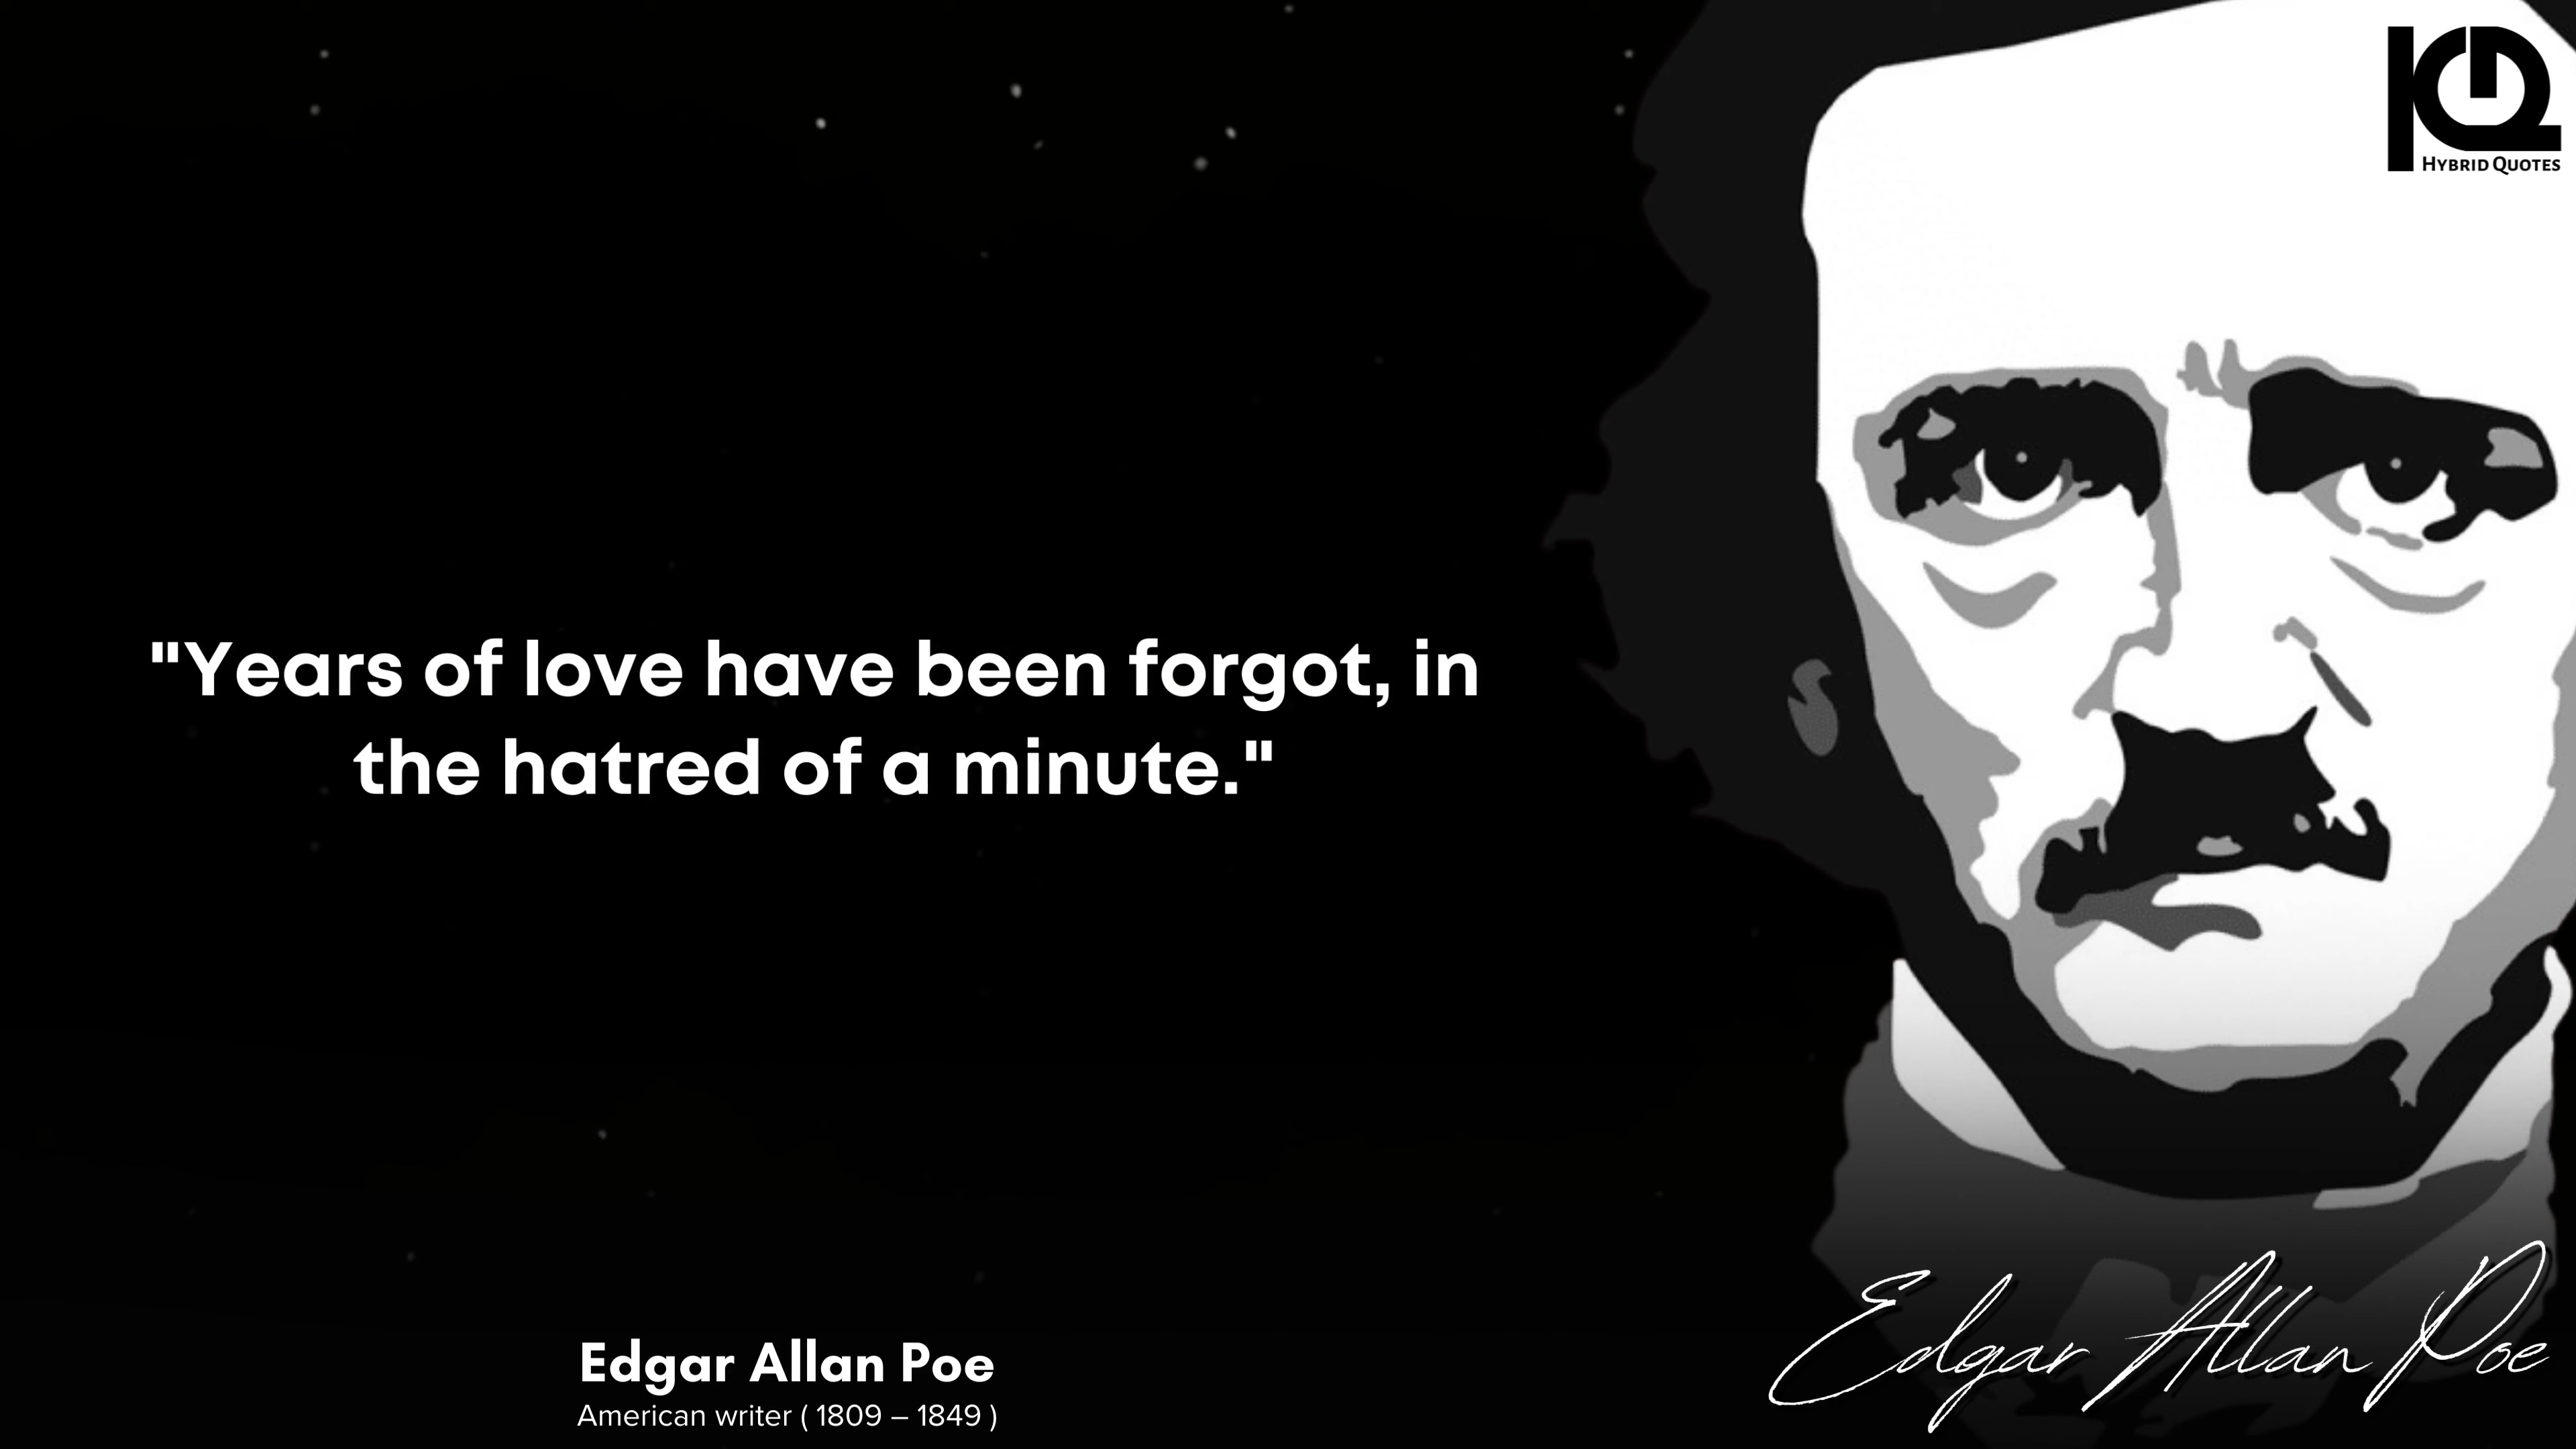 HYBRID QUOTES
"Years of love have been forgot, in
the hatred of a minute."
Edgar Allan Poe
American writer ( 1809 – 1849 )
Edgar Allan Poe